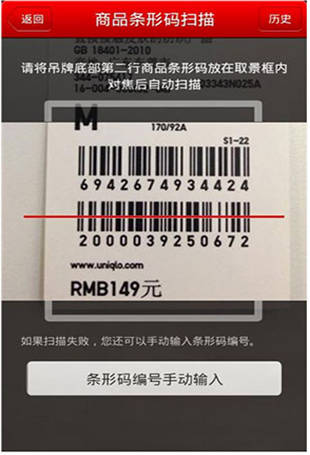 返回
商品条形码扫描
历史
GB 18401-2010
请将吊牌底部第二行商品条形码放在取景框内
对焦后自动扫描
M
170/92A
S1-22
6942674934424
2000039250672
www.uniqlo.com
RMB149元
如果扫描失败，您还可以手动输入条形码编号。
条形码编号手动输入